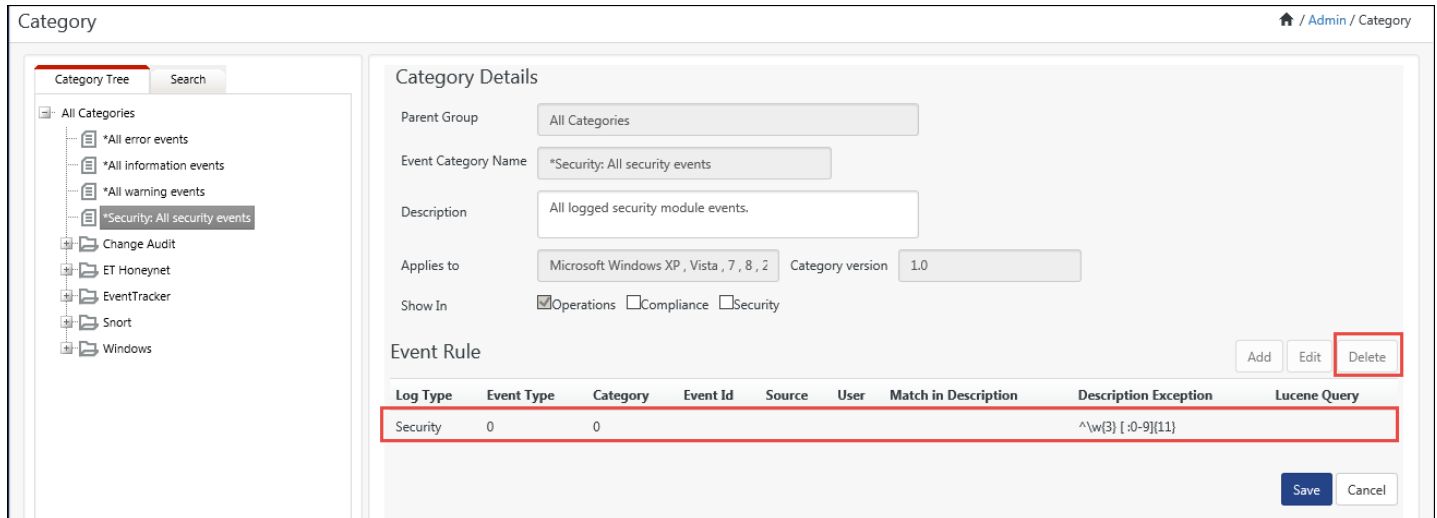 Category
/ Admin / Category
Category Tree
Search
All Categories
*All error events
*All information events
*All warning events
*Security: All security events
Change Audit
ET Honeynet
EventTracker
Snort
Windows
Category Details
Parent Group All Categories
Event Category Name *Security: All security events
Description All logged security module events.
Applies to Microsoft Windows XP , Vista , 7 , 8 , 2 Category version 1.0
Show In Operations Compliance Security
Event Rule Add Edit Delete
Log Type Event Type Category Event Id Source User Match in Description Description Exception Lucene Query
Security 0 0 ^\w{3} [ :0-9]{11}
Save Cancel